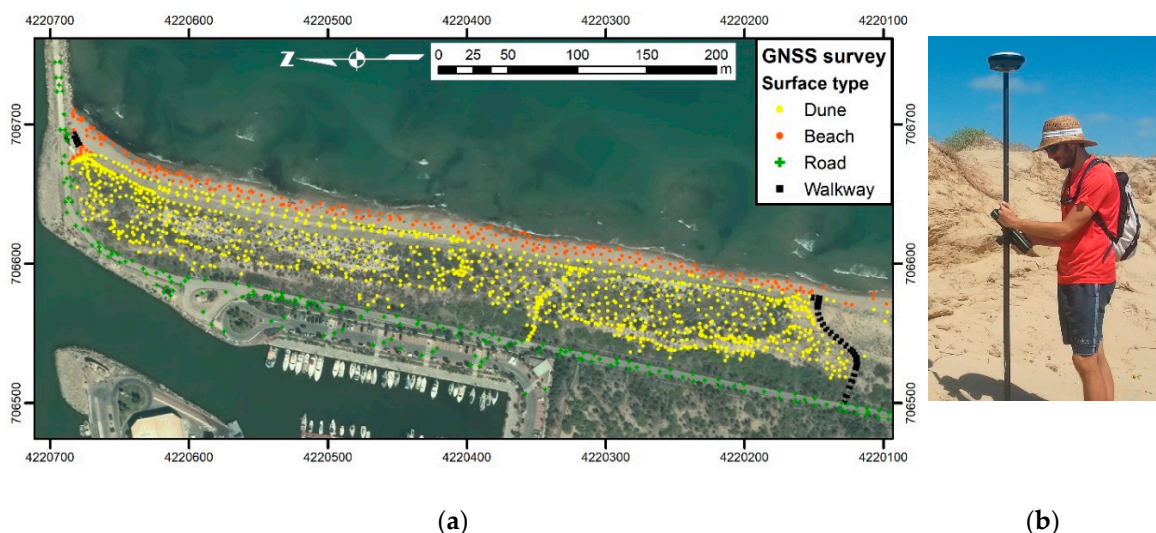 4220700 4220600 4220500 4220400 4220300 4220200 4220100
Z
0 25 50 100 150 200
m
GNSS survey
Surface type
Dune
Beach
Road
Walkway
706700
706600
706500
706700
706600
706500
4220700 4220600 4220500 4220400 4220300 4220200 4220100
(a) (b)